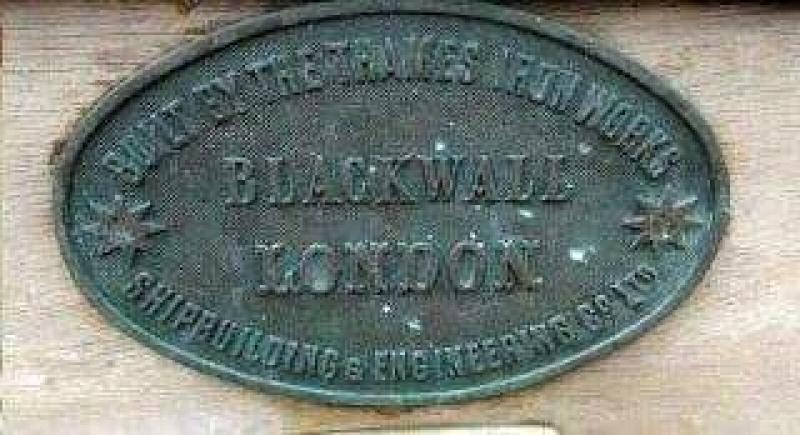 BUILT BY THE THAMES IRON WORKS
BLACKWALL
LONDON
SHIPBUILDING & ENGINEERING CO LTD